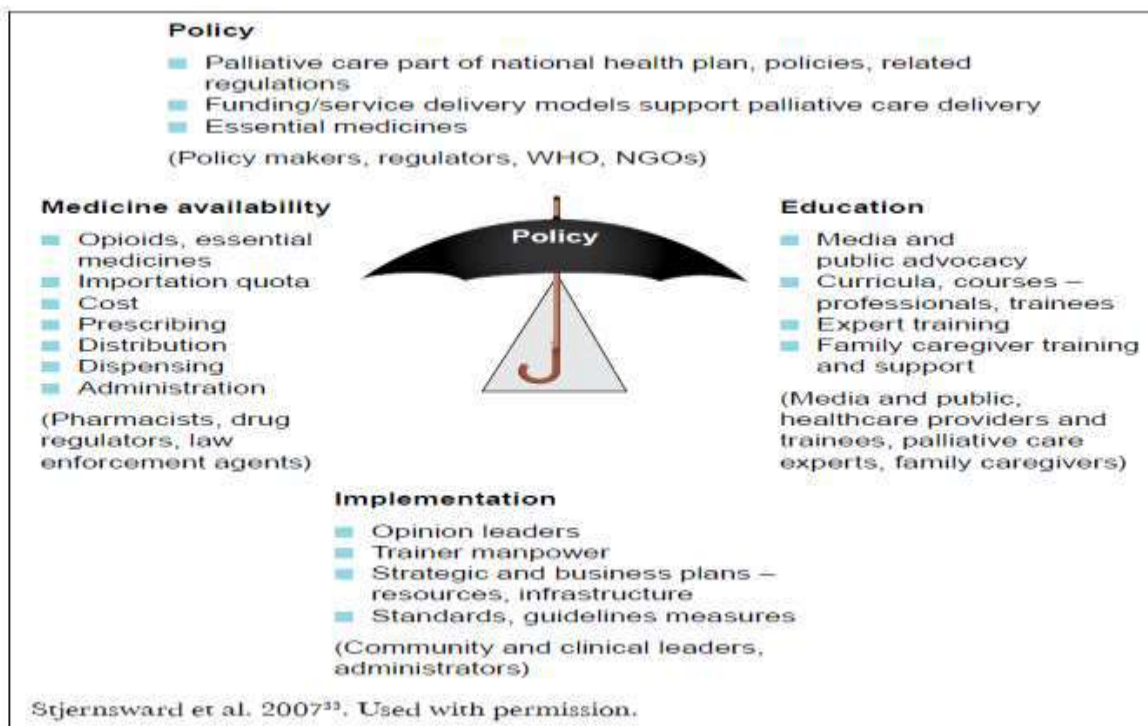 Policy
Palliative care part of national health plan, policies, related
regulations
Funding/service delivery models support palliative care delivery
Essential medicines
(Policy makers, regulators, WHO, NGOs)
Medicine availability
Opioids, essential
medicines
Importation quota
Cost
Prescribing
Distribution
Dispensing
Administration
(Pharmacists, drug
regulators, law
enforcement agents)
Policy
Education
Media and
public advocacy
Curricula, courses –
professionals, trainees
Expert training
Family caregiver training
and support
(Media and public,
healthcare providers and
trainees, palliative care
experts, family caregivers)
Implementation
Opinion leaders
Trainer manpower
Strategic and business plans –
resources, infrastructure
Standards, guidelines measures
(Community and clinical leaders,
administrators)
Stjernsward et al. 2007³³. Used with permission.